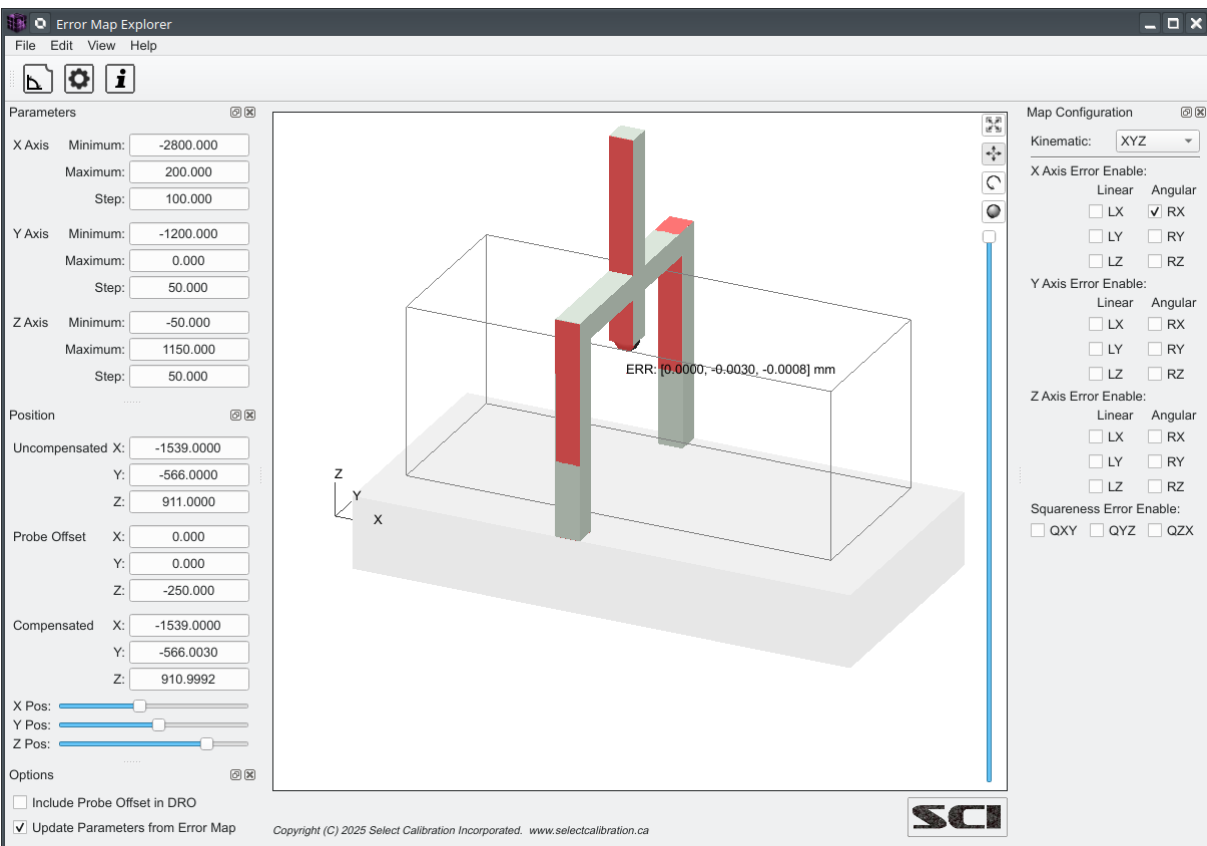 Error Map Explorer
File Edit View Help
Parameters
X Axis Minimum: -2800.000
Maximum: 200.000
Step: 100.000
Y Axis Minimum: -1200.000
Maximum: 0.000
Step: 50.000
Z Axis Minimum: -50.000
Maximum: 1150.000
Step: 50.000
Position
Uncompensated X: -1539.0000
Y: -566.0000
Z: 911.0000
Probe Offset X: 0.000
Y: 0.000
Z: -250.000
Compensated X: -1539.0000
Y: -566.0030
Z: 910.9992
X Pos:
Y Pos:
Z Pos:
Options
Include Probe Offset in DRO
Update Parameters from Error Map
ERR: [0.0000, -0.0030, -0.0008] mm
Z
Y
X
Copyright (C) 2025 Select Calibration Incorporated. www.selectcalibration.ca
SCI
Map Configuration
Kinematic: XYZ
X Axis Error Enable:
Linear Angular
LX RX
LY RY
LZ RZ
Y Axis Error Enable:
Linear Angular
LX RX
LY RY
LZ RZ
Z Axis Error Enable:
Linear Angular
LX RX
LY RY
LZ RZ
Squareness Error Enable:
QXY QYZ QZX